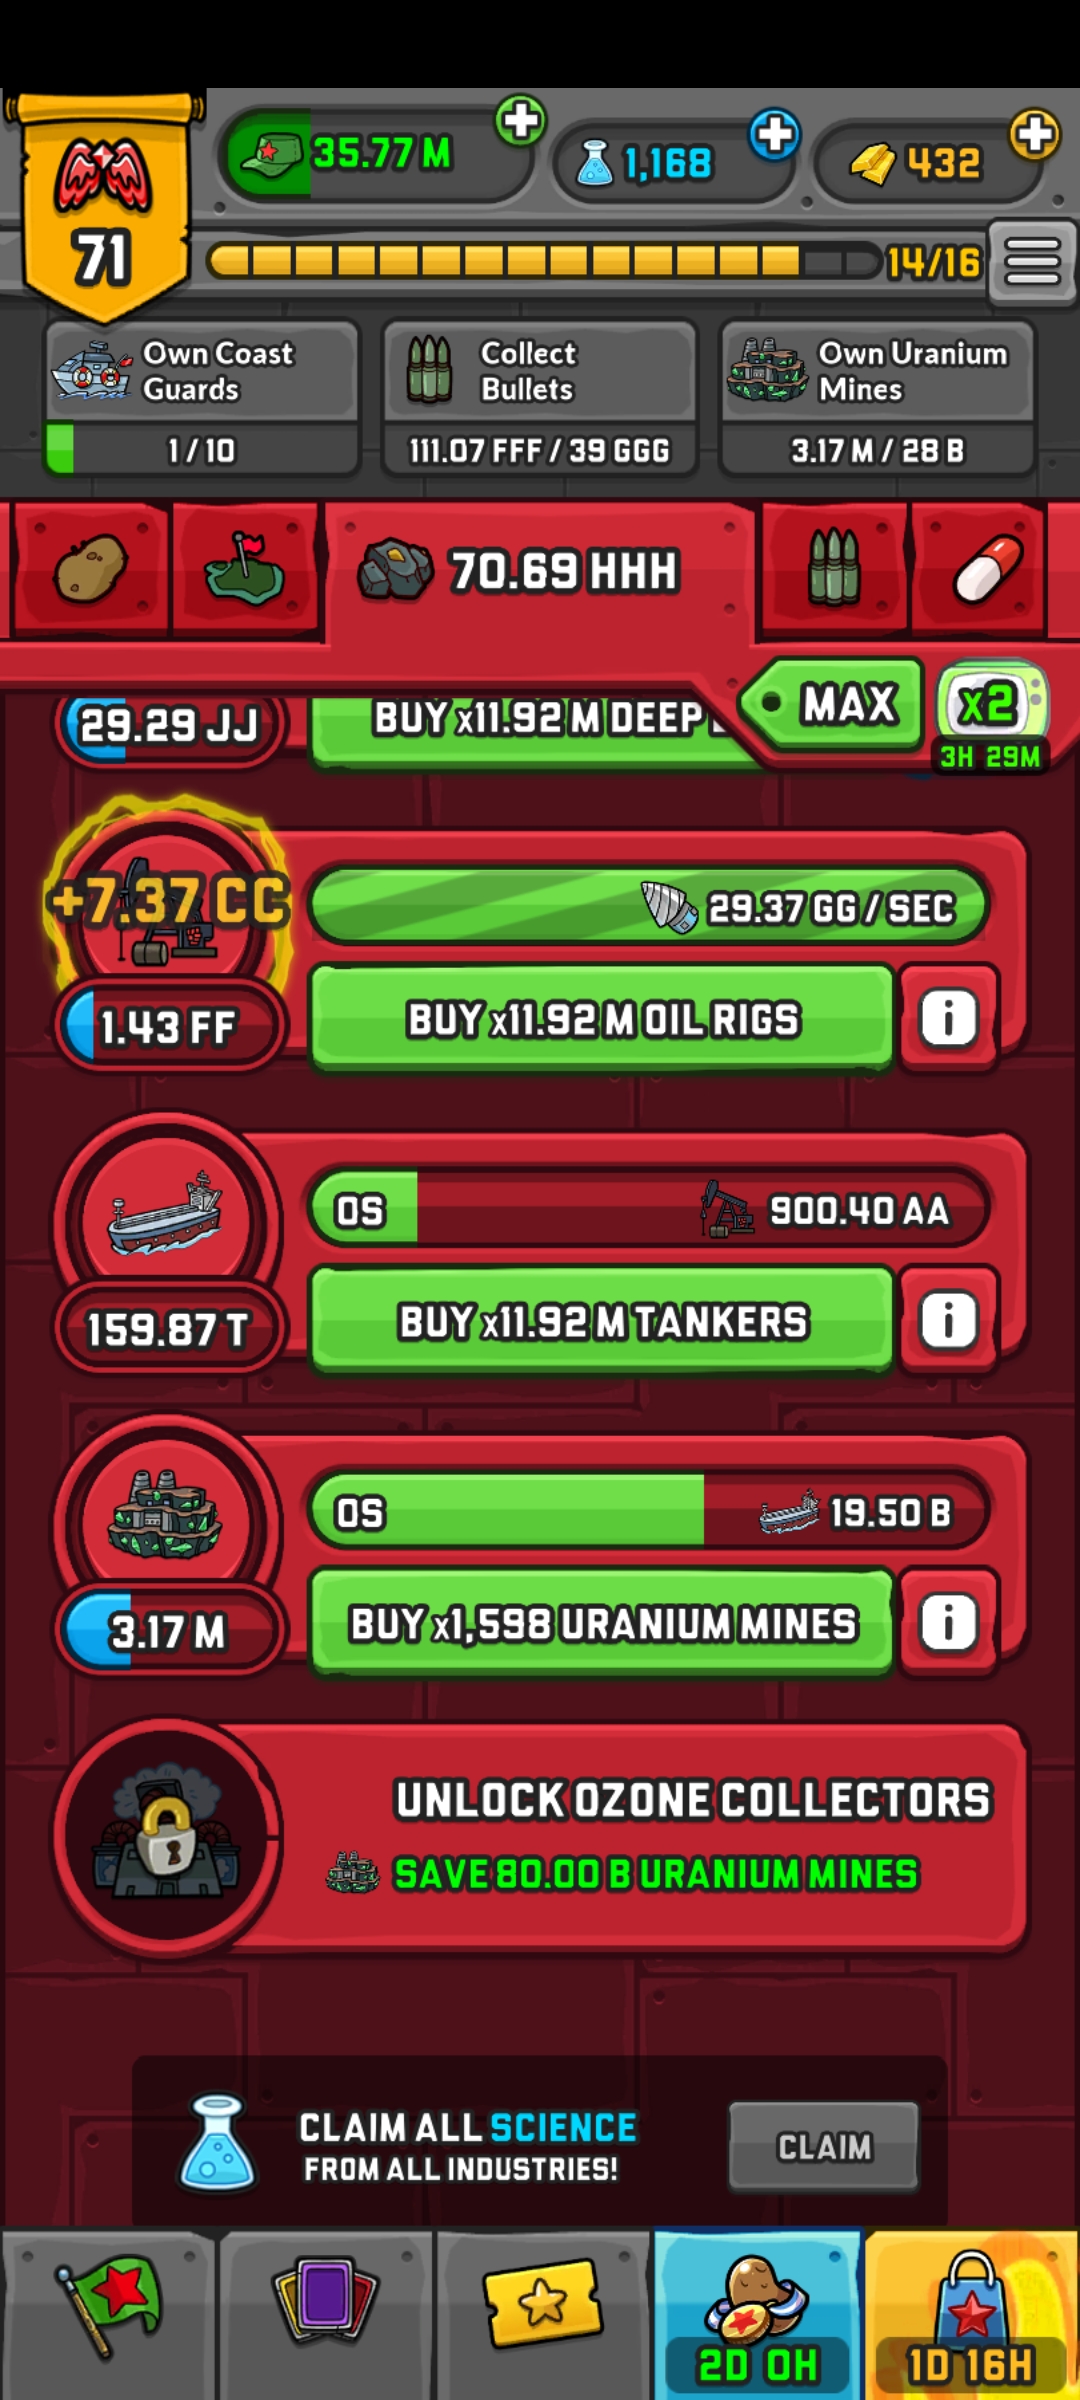 35.77 M
1,168
432
71
14/16
Own Coast
Guards
1 / 10
Collect
Bullets
111.07 FFF / 39 GGG
Own Uranium
Mines
3.17 M / 28 B
70.69 HHH
MAX
x2
3H 29M
29.29 JJ
BUY x11.92 M DEEP
+7.37 CC
29.37 GG / SEC
1.43 FF
BUY x11.92 M OIL RIGS
i
0S
900.40 AA
159.87 T
BUY x11.92 M TANKERS
i
0S
19.50 B
3.17 M
BUY x1,598 URANIUM MINES
i
UNLOCK OZONE COLLECTORS
SAVE 80.00 B URANIUM MINES
CLAIM ALL SCIENCE
FROM ALL INDUSTRIES!
CLAIM
2D 0H
1D 16H